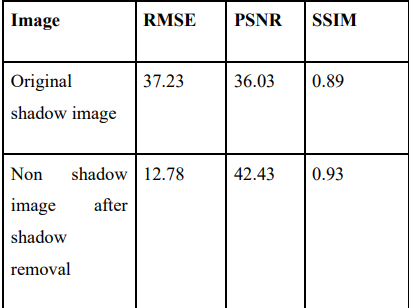 Image RMSE PSNR SSIM
Original 37.23 36.03 0.89
shadow image
Non shadow 12.78 42.43 0.93
image after
shadow
removal